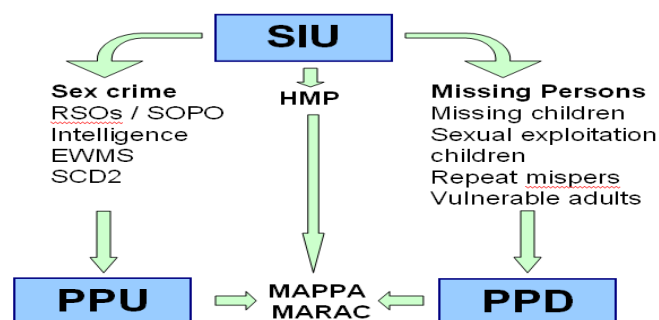 SIU
Sex crime
RSOs / SOPO
Intelligence
EWMS
SCD2
HMP
Missing Persons
Missing children
Sexual exploitation
children
Repeat mispers
Vulnerable adults
PPU
MAPPA
MARAC
PPD